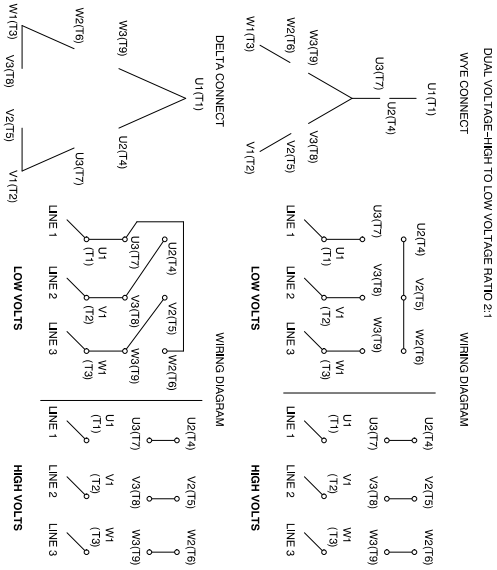 DUAL VOLTAGE-HIGH TO LOW VOLTAGE RATIO 2:1
WYE CONNECT
WIRING DIAGRAM
U1(T1)
U3(T7)
U2(T4)
W3(T9)
W2(T6)
W1(T3)
V3(T8)
V2(T5)
V1(T2)
U2(T4)
V2(T5)
W2(T6)
U3(T7)
V3(T8)
W3(T9)
U1
(T1)
V1
(T2)
W1
(T3)
LINE 1
LINE 2
LINE 3
LOW VOLTS
U2(T4)
V2(T5)
W2(T6)
U3(T7)
V3(T8)
W3(T9)
U1
(T1)
V1
(T2)
W1
(T3)
LINE 1
LINE 2
LINE 3
HIGH VOLTS
DELTA CONNECT
WIRING DIAGRAM
U1(T1)
W3(T9)
U2(T4)
W2(T6)
U3(T7)
W1(T3)
V3(T8)
V2(T5)
V1(T2)
U2(T4)
V2(T5)
W2(T6)
U3(T7)
V3(T8)
W3(T9)
U1
(T1)
V1
(T2)
W1
(T3)
LINE 1
LINE 2
LINE 3
LOW VOLTS
U2(T4)
V2(T5)
W2(T6)
U3(T7)
V3(T8)
W3(T9)
U1
(T1)
V1
(T2)
W1
(T3)
LINE 1
LINE 2
LINE 3
HIGH VOLTS